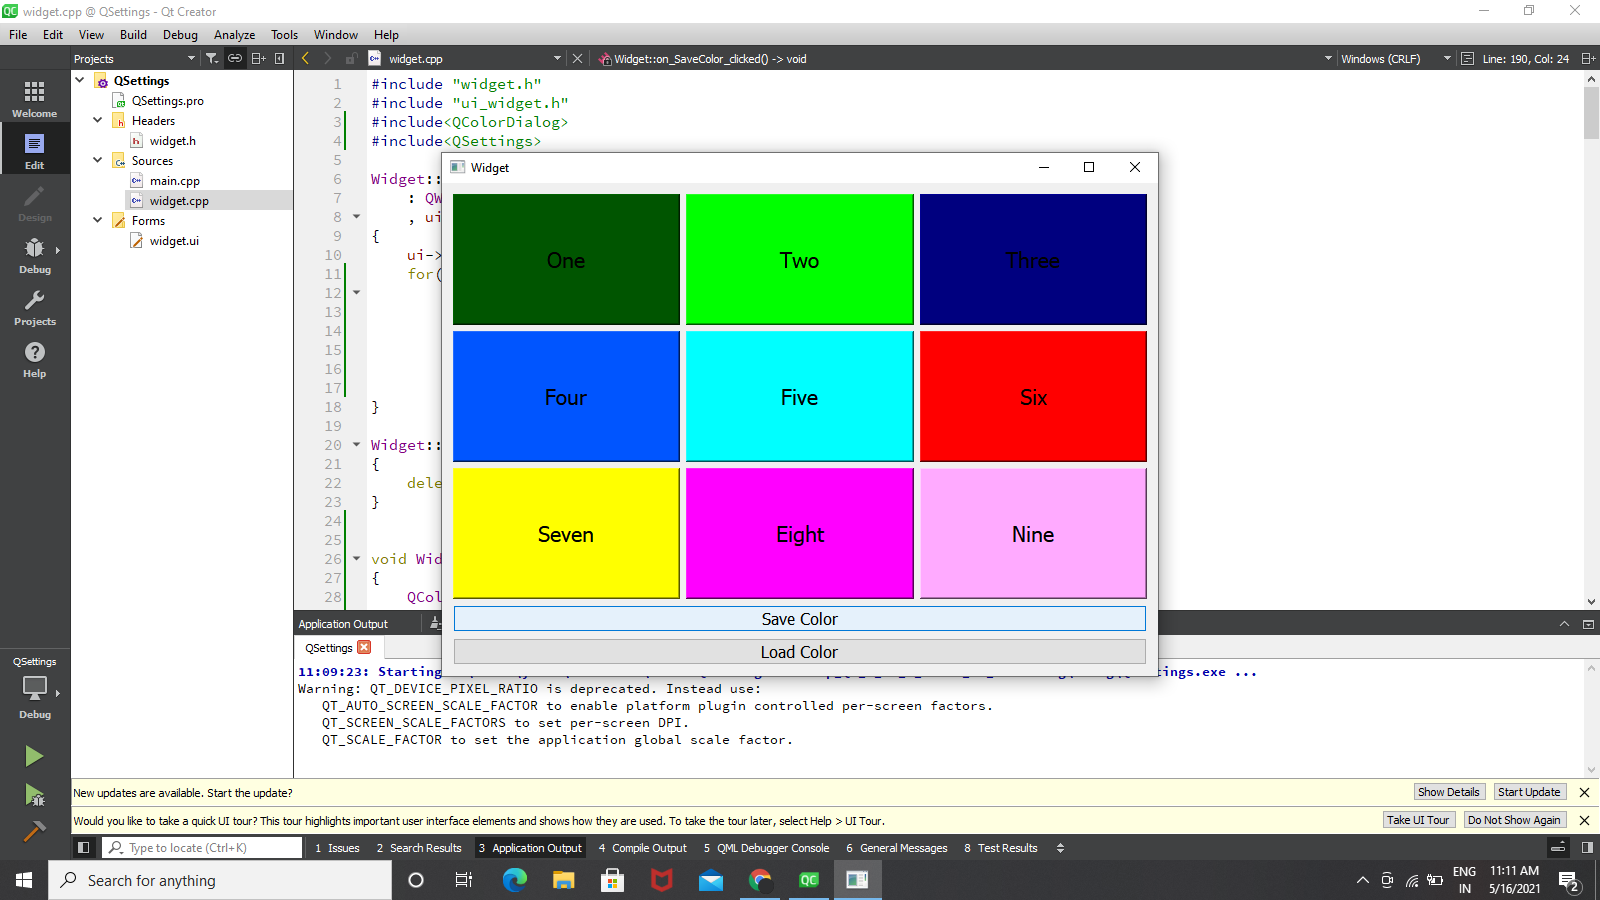 widget.cpp @ QSettings - Qt Creator
File Edit View Build Debug Analyze Tools Window Help
Projects
widget.cpp
Widget::on_SaveColor_clicked() -> void
Windows (CRLF)
Line: 190, Col: 24
Welcome
Edit
Design
Debug
Projects
Help
QSettings
QSettings.pro
Headers
widget.h
Sources
main.cpp
widget.cpp
Forms
widget.ui
1 #include "widget.h"
2 #include "ui_widget.h"
3 #include<QColorDialog>
4 #include<QSettings>
5
6 Widget::
7 : QW
8 , ui
9 {
10 ui->
11 for(
12
13
14
15
16
17
18 }
19
20 Widget::
21 {
22 dele
23 }
24
25
26 void Wid
27 {
28 QCol
Widget
One Two Three
Four Five Six
Seven Eight Nine
Save Color
Load Color
Application Output
QSettings
11:09:23: Starting
tings.exe ...
Warning: QT_DEVICE_PIXEL_RATIO is deprecated. Instead use:
QT_AUTO_SCREEN_SCALE_FACTOR to enable platform plugin controlled per-screen factors.
QT_SCREEN_SCALE_FACTORS to set per-screen DPI.
QT_SCALE_FACTOR to set the application global scale factor.
QSettings
Debug
New updates are available. Start the update?
Show Details Start Update
Would you like to take a quick UI tour? This tour highlights important user interface elements and shows how they are used. To take the tour later, select Help > UI Tour.
Take UI Tour Do Not Show Again
Type to locate (Ctrl+K)
1 Issues 2 Search Results 3 Application Output 4 Compile Output 5 QML Debugger Console 6 General Messages 8 Test Results
Search for anything
ENG
IN
11:11 AM
5/16/2021
2